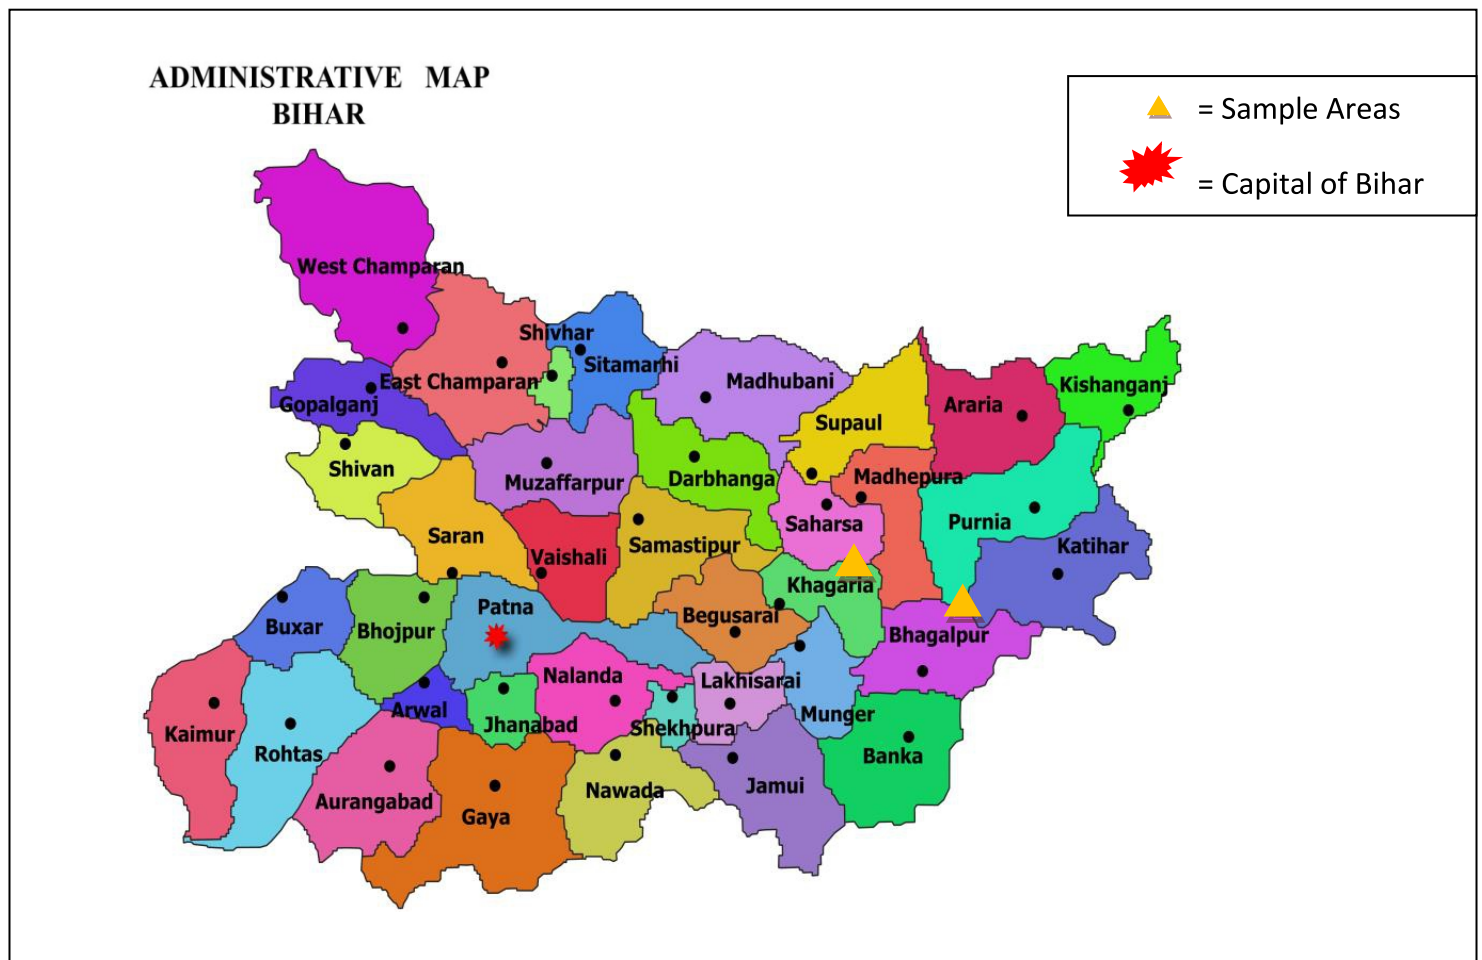 ADMINISTRATIVE MAP
BIHAR
= Sample Areas
= Capital of Bihar
West Champaran
Shivhar
Sitamarhi
East Champaran
Gopalganj
Madhubani
Kishanganj
Araria
Supaul
Shivan
Muzaffarpur
Darbhanga
Madhepura
Saran
Vaishali
Samastipur
Saharsa
Purnia
Katihar
Khagaria
Patna
Begusarai
Buxar
Bhojpur
Bhagalpur
Nalanda
Lakhisarai
Arwal
Jhanabad
Shekhpura
Munger
Kaimur
Rohtas
Banka
Aurangabad
Gaya
Nawada
Jamui